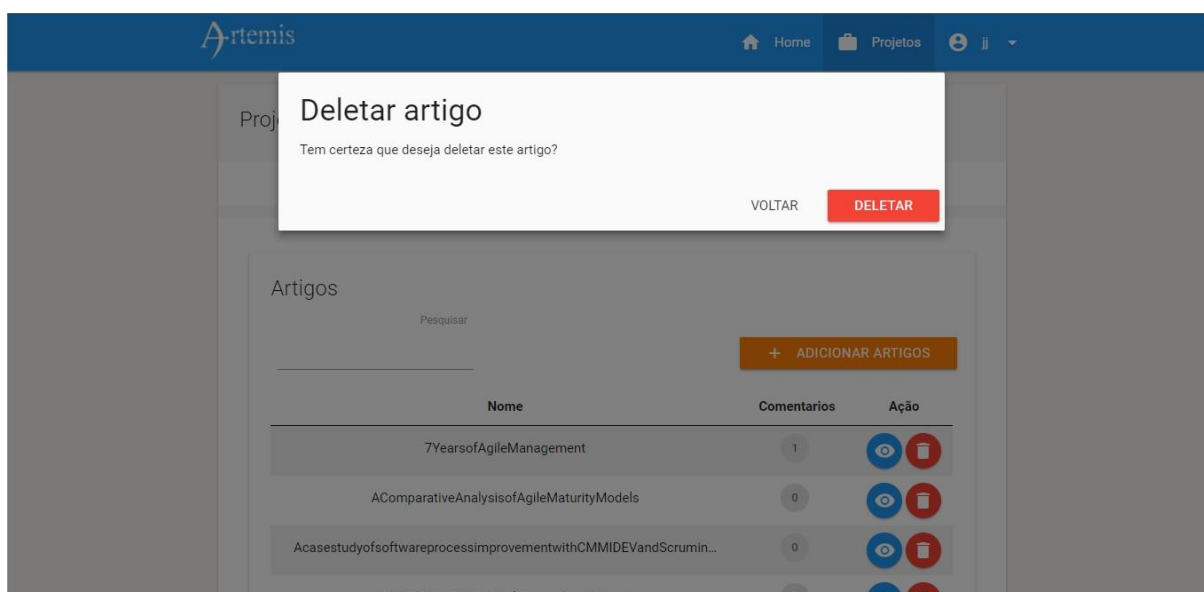 Artemis
Home
Projetos
jj
Proj
Deletar artigo
Tem certeza que deseja deletar este artigo?
VOLTAR
DELETAR
Artigos
Pesquisar
+ ADICIONAR ARTIGOS
Nome Comentarios Ação
7YearsofAgileManagement 1
AComparativeAnalysisofAgileMaturityModels 0
AcasestudyofsoftwareprocessimprovementwithCMMIDEVandScrumin... 0